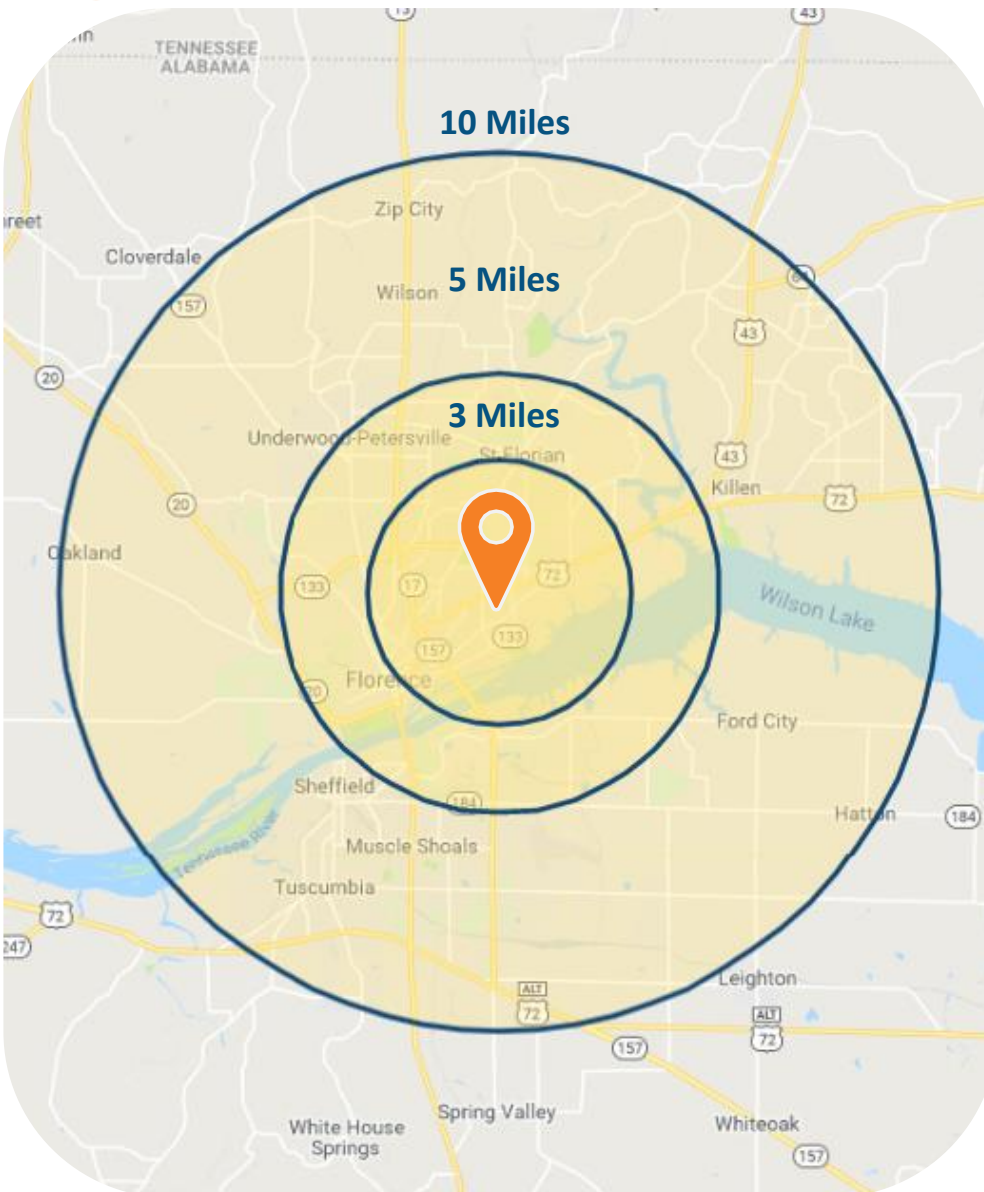 13
43
TENNESSEE
ALABAMA
10 Miles
Zip City
Cloverdale
5 Miles
Wilson
157
43
20
3 Miles
Underwood-Petersville
St Florian
43
Killen
72
20
Oakland
133
17
72
Wilson Lake
133
157
Florence
20
Ford City
Sheffield
184
Hatton
184
Tennessee River
Muscle Shoals
Tuscumbia
72
247
Leighton
ALT
72
ALT
72
157
Spring Valley
White House
Springs
Whiteoak
157